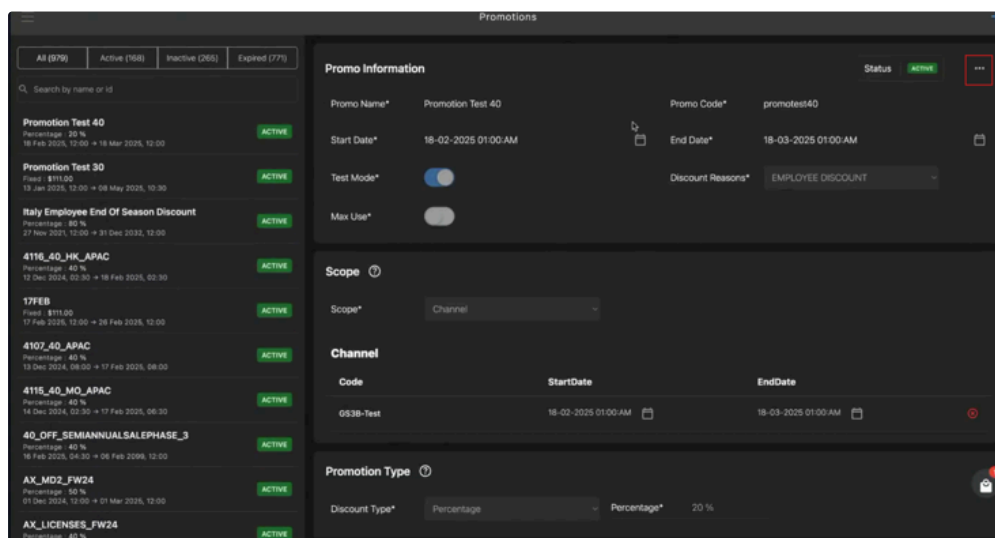 Promotions
All (979)
Active (168)
Inactive (265)
Expired (771)
Search by name or id
Promotion Test 40
Percentage : 20 %
18 Feb 2025, 12:00 → 18 Mar 2025, 12:00
ACTIVE
Promotion Test 30
Fixed : $111.00
13 Jan 2025, 12:00 → 08 May 2025, 10:30
ACTIVE
Italy Employee End Of Season Discount
Percentage : 80 %
27 Nov 2021, 12:00 → 31 Dec 2032, 12:00
ACTIVE
4116_40_HK_APAC
Percentage : 40 %
12 Dec 2024, 02:30 → 18 Feb 2025, 02:30
ACTIVE
17FEB
Fixed : $111.00
17 Feb 2025, 12:00 → 26 Feb 2025, 12:00
ACTIVE
4107_40_APAC
Percentage : 40 %
13 Dec 2024, 08:00 → 17 Feb 2025, 08:00
ACTIVE
4115_40_MO_APAC
Percentage : 40 %
14 Dec 2024, 02:30 → 17 Feb 2025, 06:30
ACTIVE
40_OFF_SEMIANNUALSALEPHASE_3
Percentage : 40 %
16 Feb 2025, 04:30 → 06 Feb 2099, 12:00
ACTIVE
AX_MD2_FW24
Percentage : 50 %
01 Dec 2024, 12:00 → 01 Mar 2025, 12:00
ACTIVE
AX_LICENSES_FW24
Percentage : 40 %
ACTIVE
Promo Information
Status ACTIVE
Promo Name* Promotion Test 40
Promo Code* promotest40
Start Date* 18-02-2025 01:00:AM
End Date* 18-03-2025 01:00:AM
Test Mode*
Discount Reasons* EMPLOYEE DISCOUNT
Max Use*
Scope
Scope* Channel
Channel
Code StartDate EndDate
GS3B-Test 18-02-2025 01:00:AM 18-03-2025 01:00:AM
Promotion Type
Discount Type* Percentage Percentage* 20 %